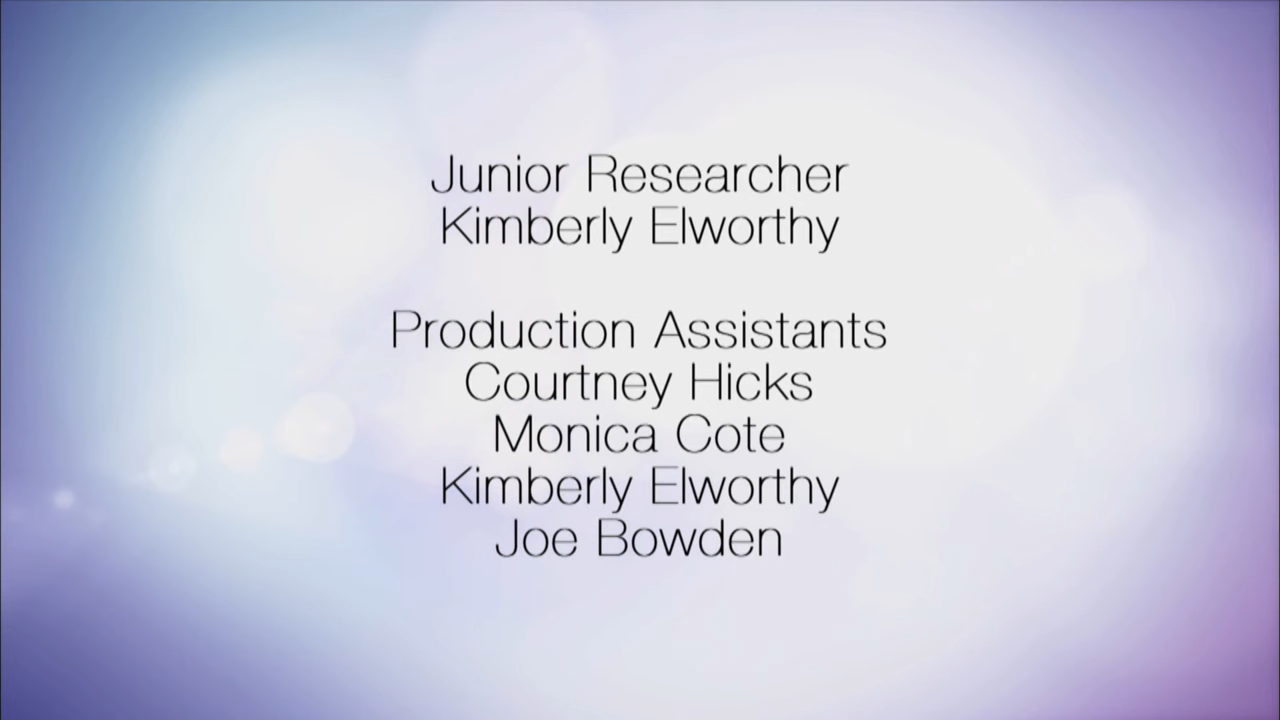 Junior Researcher
Kimberly Elworthy
Production Assistants
Courtney Hicks
Monica Cote
Kimberly Elworthy
Joe Bowden